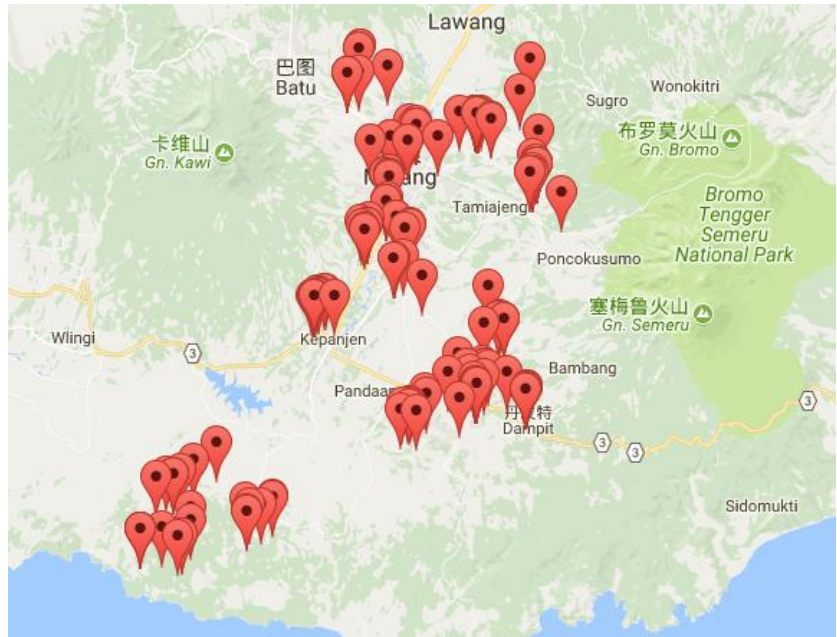 Lawang
巴图
Batu
Wonokitri
Sugro
布罗莫火山
Gn. Bromo
卡维山
Gn. Kawi
Bromo
Tengger
Semeru
National Park
Tamiajeng
Poncokusumo
塞梅鲁火山
Gn. Semeru
Wlingi
3
Kepanjen
Bambang
3
Dampit
3
3
Sidomukti